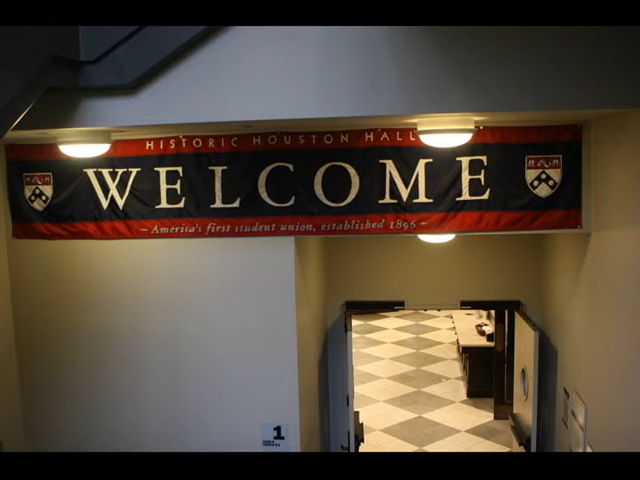 HISTORIC HOUSTON HALL
WELCOME
– America's first student union, established 1896 –
1